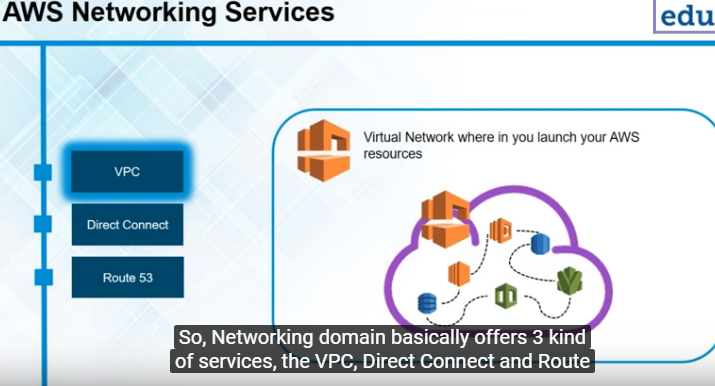 AWS Networking Services
edu
VPC
Direct Connect
Route 53
Virtual Network where in you launch your AWS
resources
So, Networking domain basically offers 3 kind
of services, the VPC, Direct Connect and Route